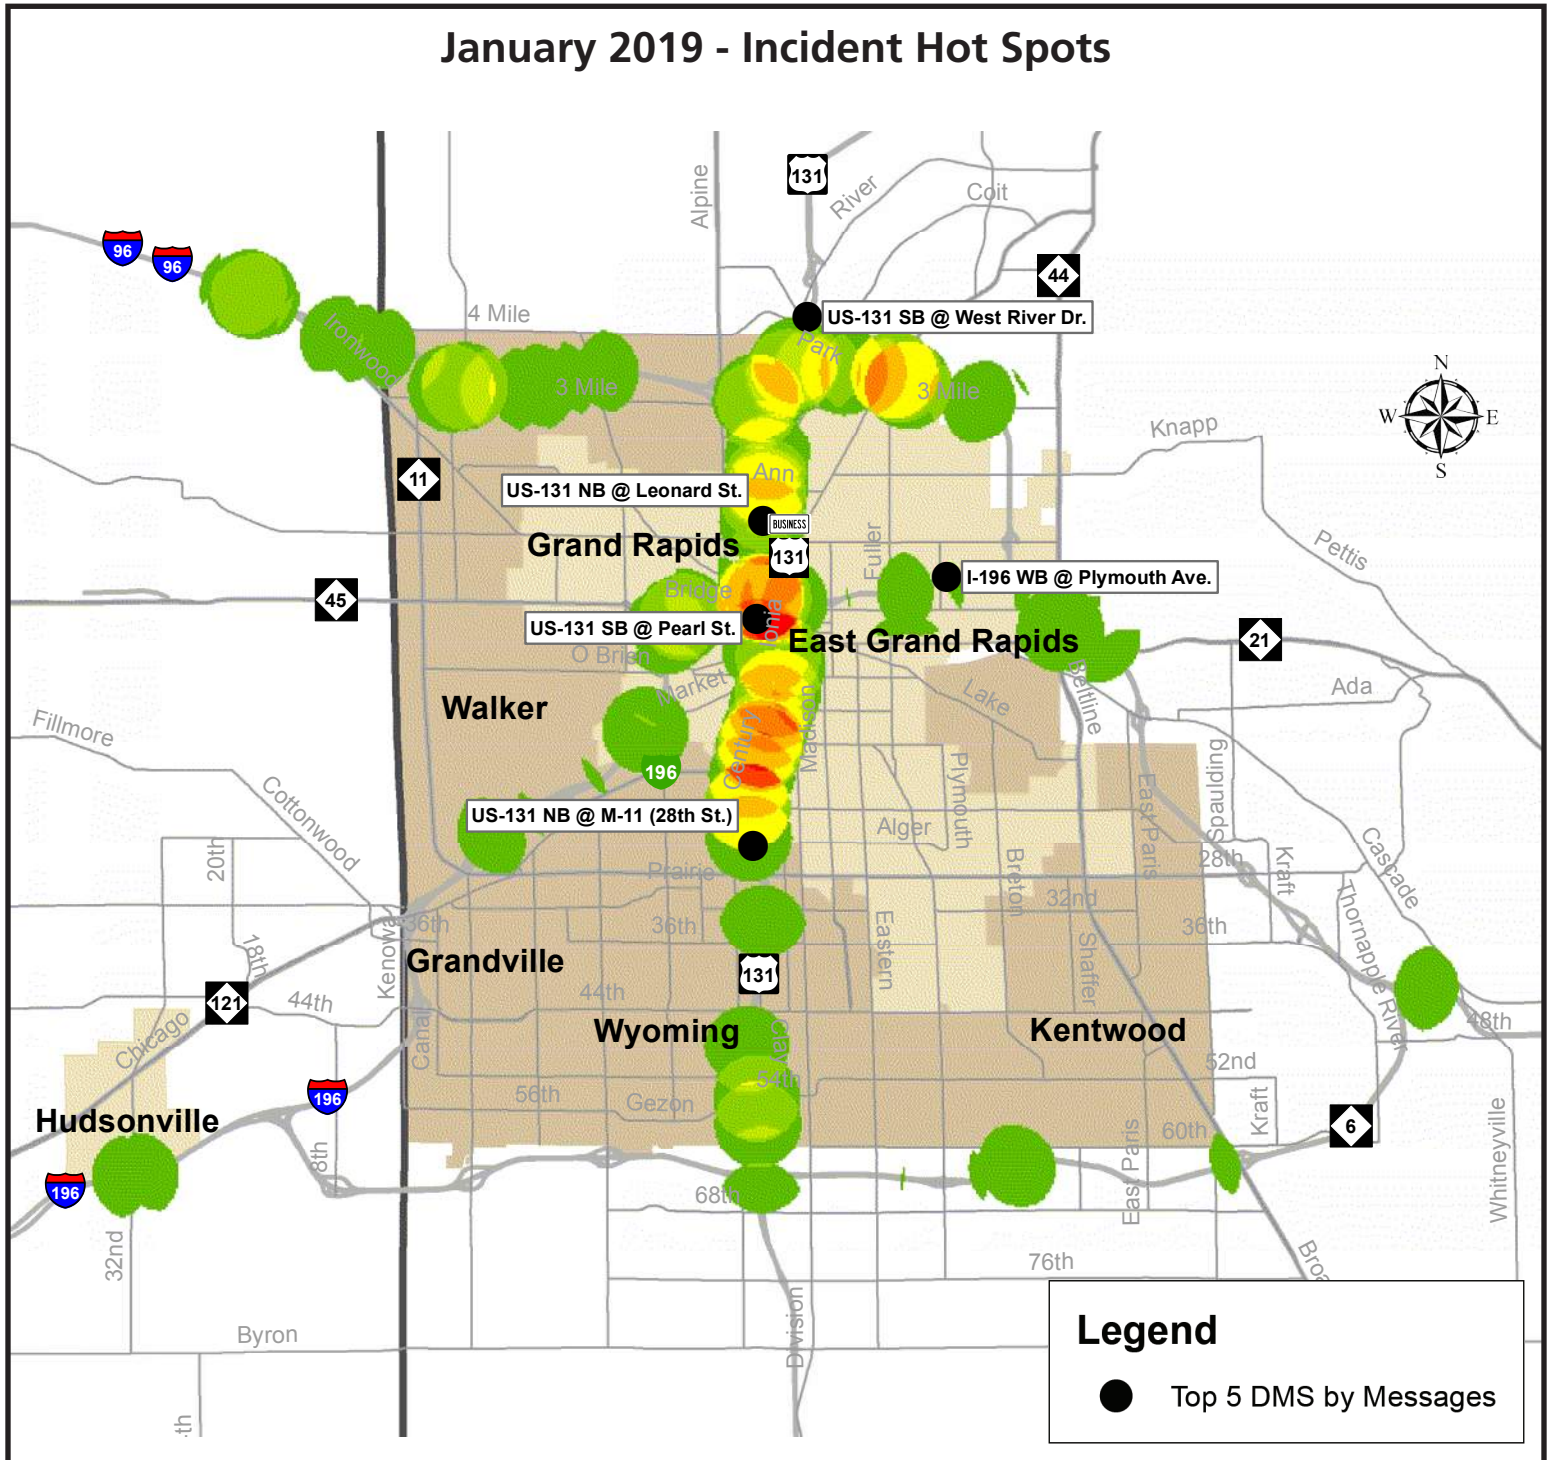 January 2019 - Incident Hot Spots
131
River
Coit
Alpine
96
96
44
4 Mile
US-131 SB @ West River Dr.
Park
Ironwood
3 Mile
3 Mile
N
W
E
S
Knapp
11
Ann
US-131 NB @ Leonard St.
BUSINESS
131
Grand Rapids
Fuller
Pettis
I-196 WB @ Plymouth Ave.
45
Bridge
Ionia
US-131 SB @ Pearl St.
East Grand Rapids
21
O Brien
Market
Beltline
Lake
Ada
Walker
Fillmore
Century
Madison
196
Plymouth
East Paris
Spaulding
Cottonwood
US-131 NB @ M-11 (28th St.)
Alger
20th
Prairie
Breton
28th
Kraft
Cascade
32nd
Thornapple River
36th
36th
36th
Kenowa
18th
Eastern
Shaffer
Grandville
131
121
44th
44th
48th
Chicago
Canal
Wyoming
Clay
Kentwood
52nd
54th
56th
Gezon
196
Kraft
Hudsonville
60th
6
Whitneyville
8th
East Paris
196
68th
32nd
76th
Broa
Division
Byron
th
Legend
Top 5 DMS by Messages